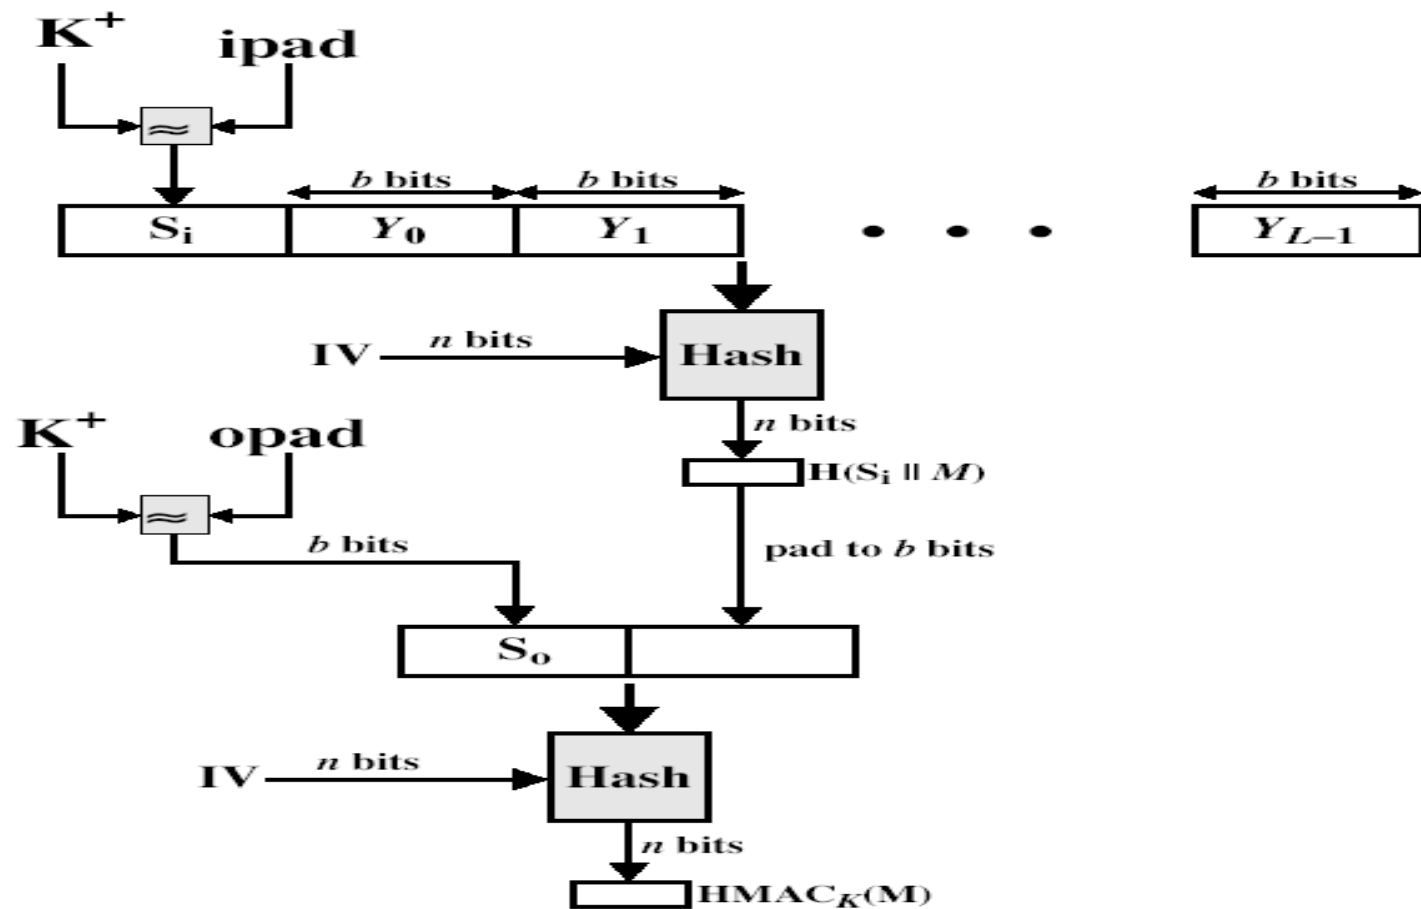 K⁺ ipad
≈
b bits b bits b bits
Sᵢ Y₀ Y₁ • • • Y_{L–1}
IV n bits Hash
n bits
K⁺ opad
H(Sᵢ || M)
≈
b bits
pad to b bits
Sₒ
IV n bits Hash
n bits
HMAC_K(M)